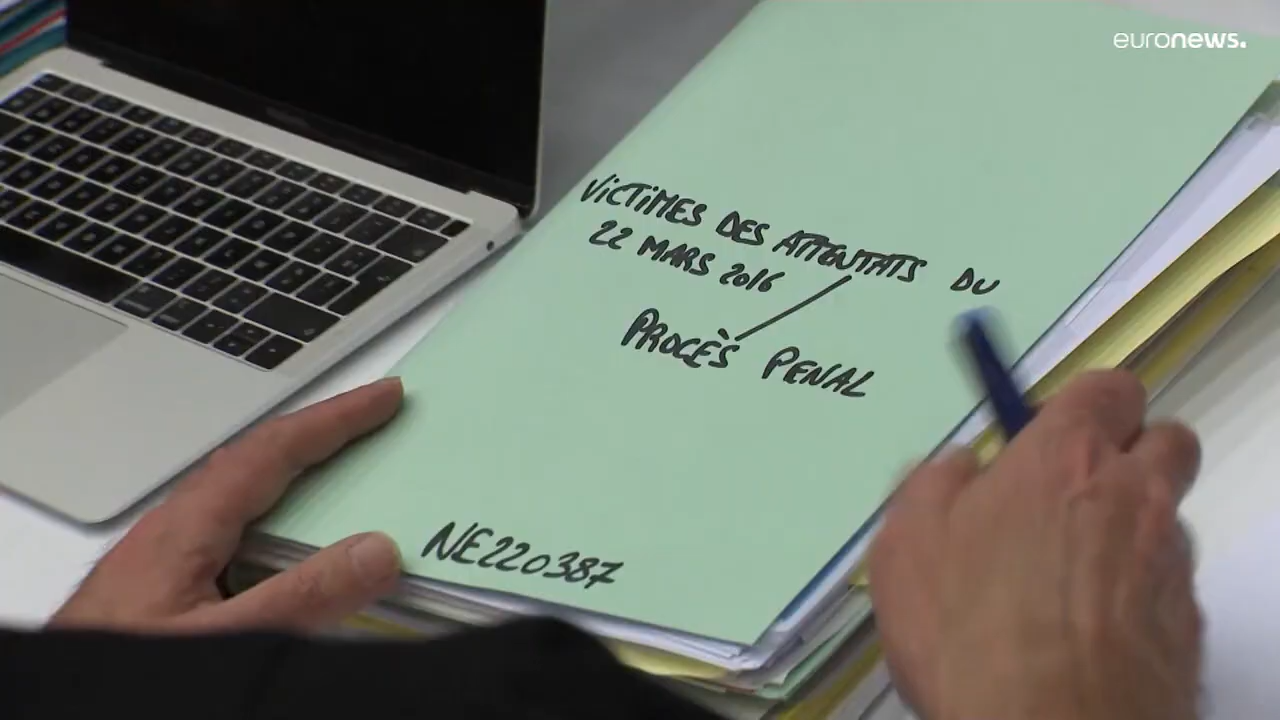 euronews.
VICTIMES DES ATTENTATS DU
22 MARS 2016
PROCÈS PENAL
NE220387